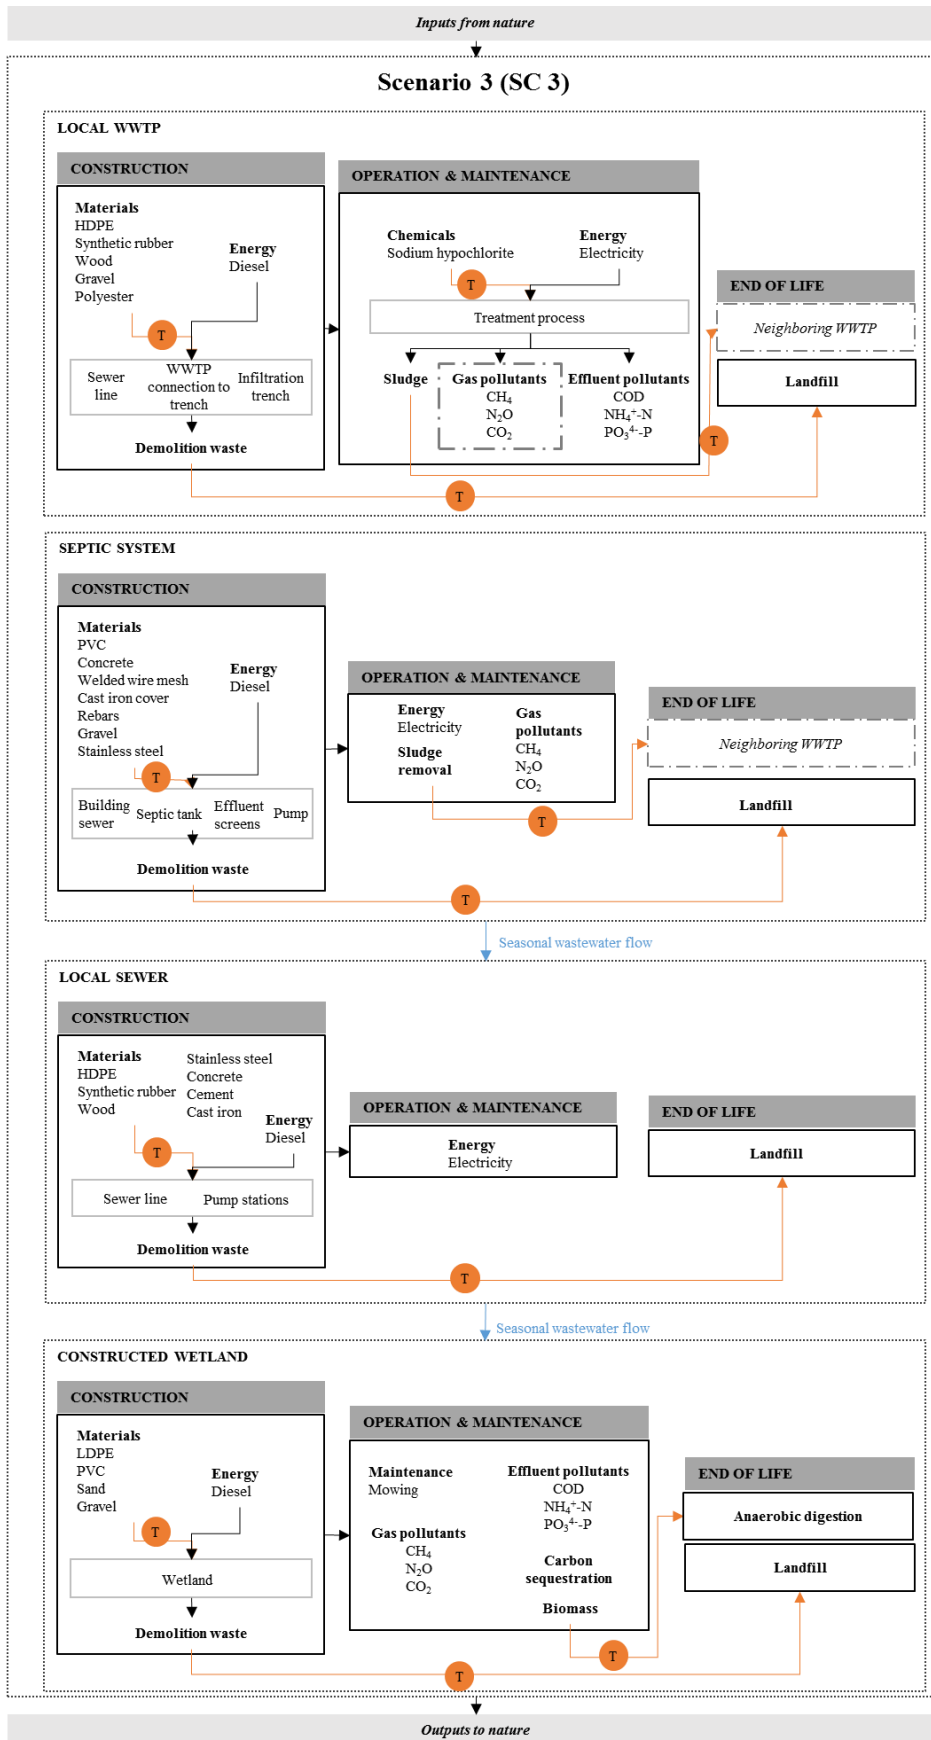 Inputs from nature
Scenario 3 (SC 3)
LOCAL WWTP
CONSTRUCTION
Materials
HDPE
Synthetic rubber
Wood
Gravel
Polyester
Energy
Diesel
T
Sewer
line
WWTP
connection to
trench
Infiltration
trench
Demolition waste
OPERATION & MAINTENANCE
Chemicals
Sodium hypochlorite
Energy
Electricity
T
Treatment process
Sludge
Gas pollutants
CH₄
N₂O
CO₂
Effluent pollutants
COD
NH₄⁺-N
PO₃⁴⁻-P
T
T
END OF LIFE
Neighboring WWTP
Landfill
SEPTIC SYSTEM
CONSTRUCTION
Materials
PVC
Concrete
Welded wire mesh
Cast iron cover
Rebars
Gravel
Stainless steel
Energy
Diesel
T
Building
sewer
Septic tank
Effluent
screens
Pump
Demolition waste
OPERATION & MAINTENANCE
Energy
Electricity
Sludge
removal
Gas
pollutants
CH₄
N₂O
CO₂
T
T
END OF LIFE
Neighboring WWTP
Landfill
Seasonal wastewater flow
LOCAL SEWER
CONSTRUCTION
Materials
HDPE
Synthetic rubber
Wood
Stainless steel
Concrete
Cement
Cast iron
Energy
Diesel
T
Sewer line
Pump stations
Demolition waste
OPERATION & MAINTENANCE
Energy
Electricity
T
END OF LIFE
Landfill
Seasonal wastewater flow
CONSTRUCTED WETLAND
CONSTRUCTION
Materials
LDPE
PVC
Sand
Gravel
Energy
Diesel
T
Wetland
Demolition waste
OPERATION & MAINTENANCE
Maintenance
Mowing
Gas pollutants
CH₄
N₂O
CO₂
Effluent pollutants
COD
NH₄⁺-N
PO₃⁴⁻-P
Carbon
sequestration
Biomass
T
T
END OF LIFE
Anaerobic digestion
Landfill
Outputs to nature